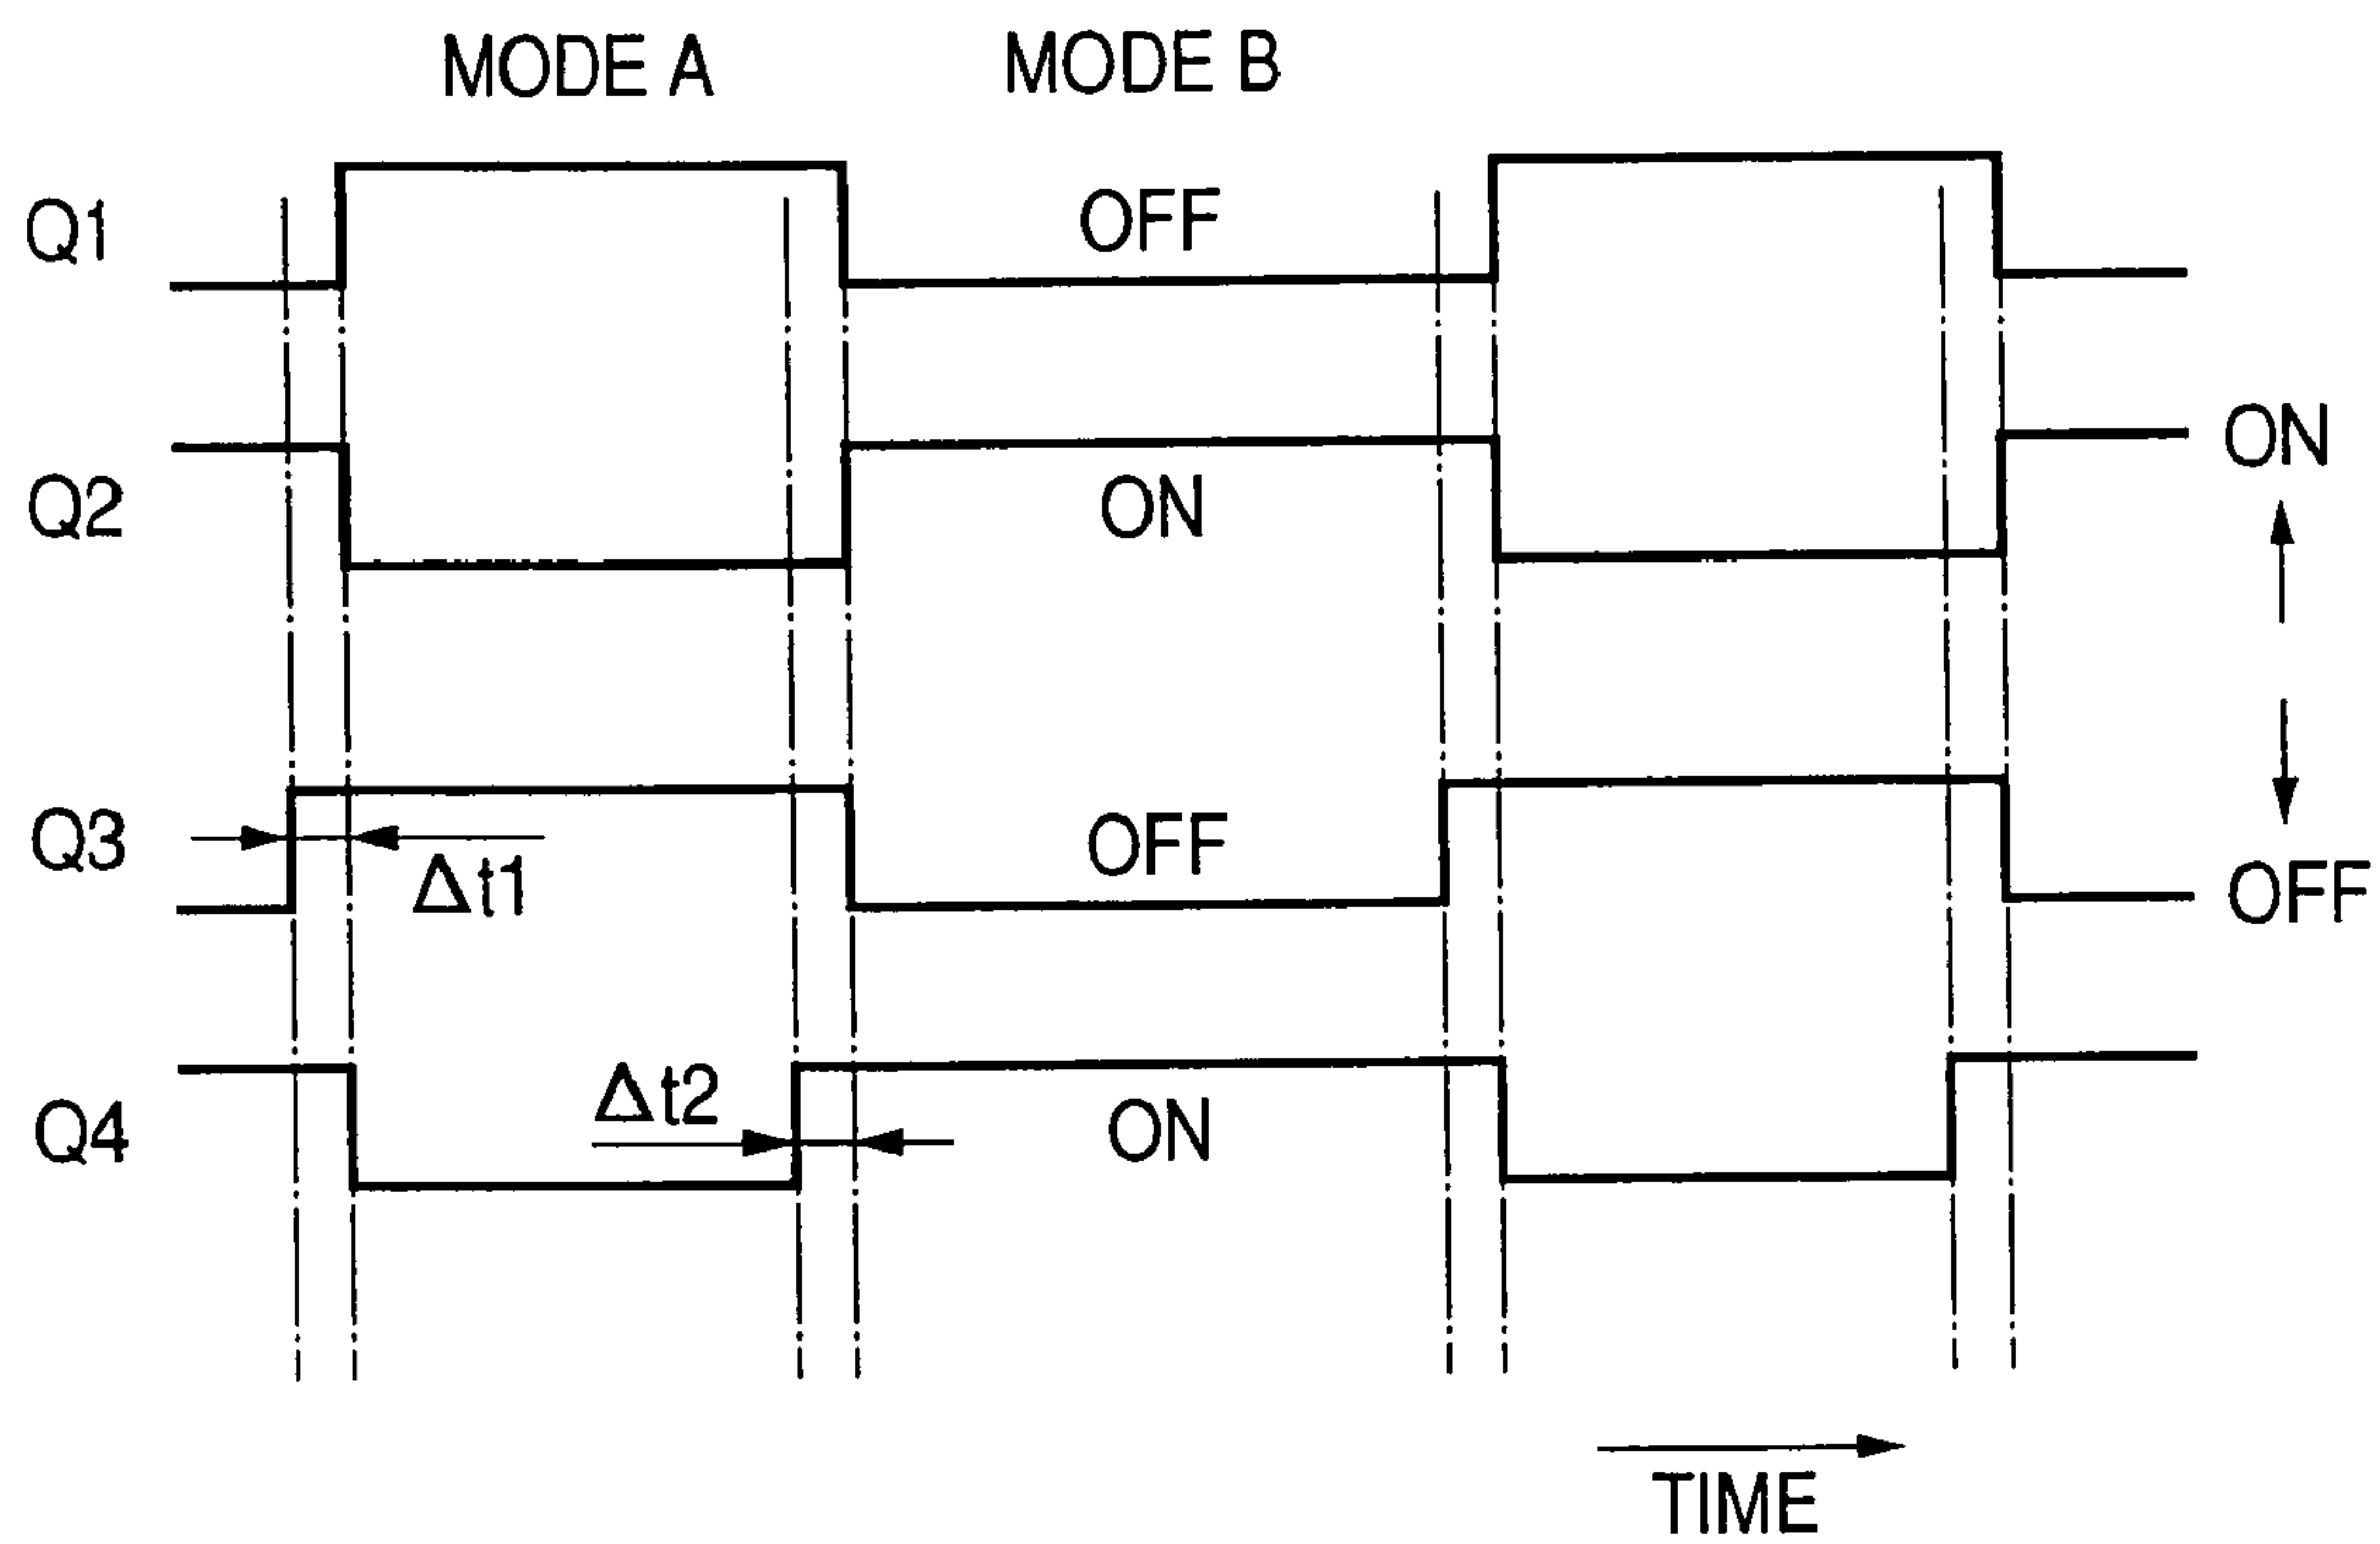 MODE A
MODE B
Q1
OFF
Q2
ON
ON
Q3
Δt1
OFF
OFF
Q4
Δt2
ON
TIME